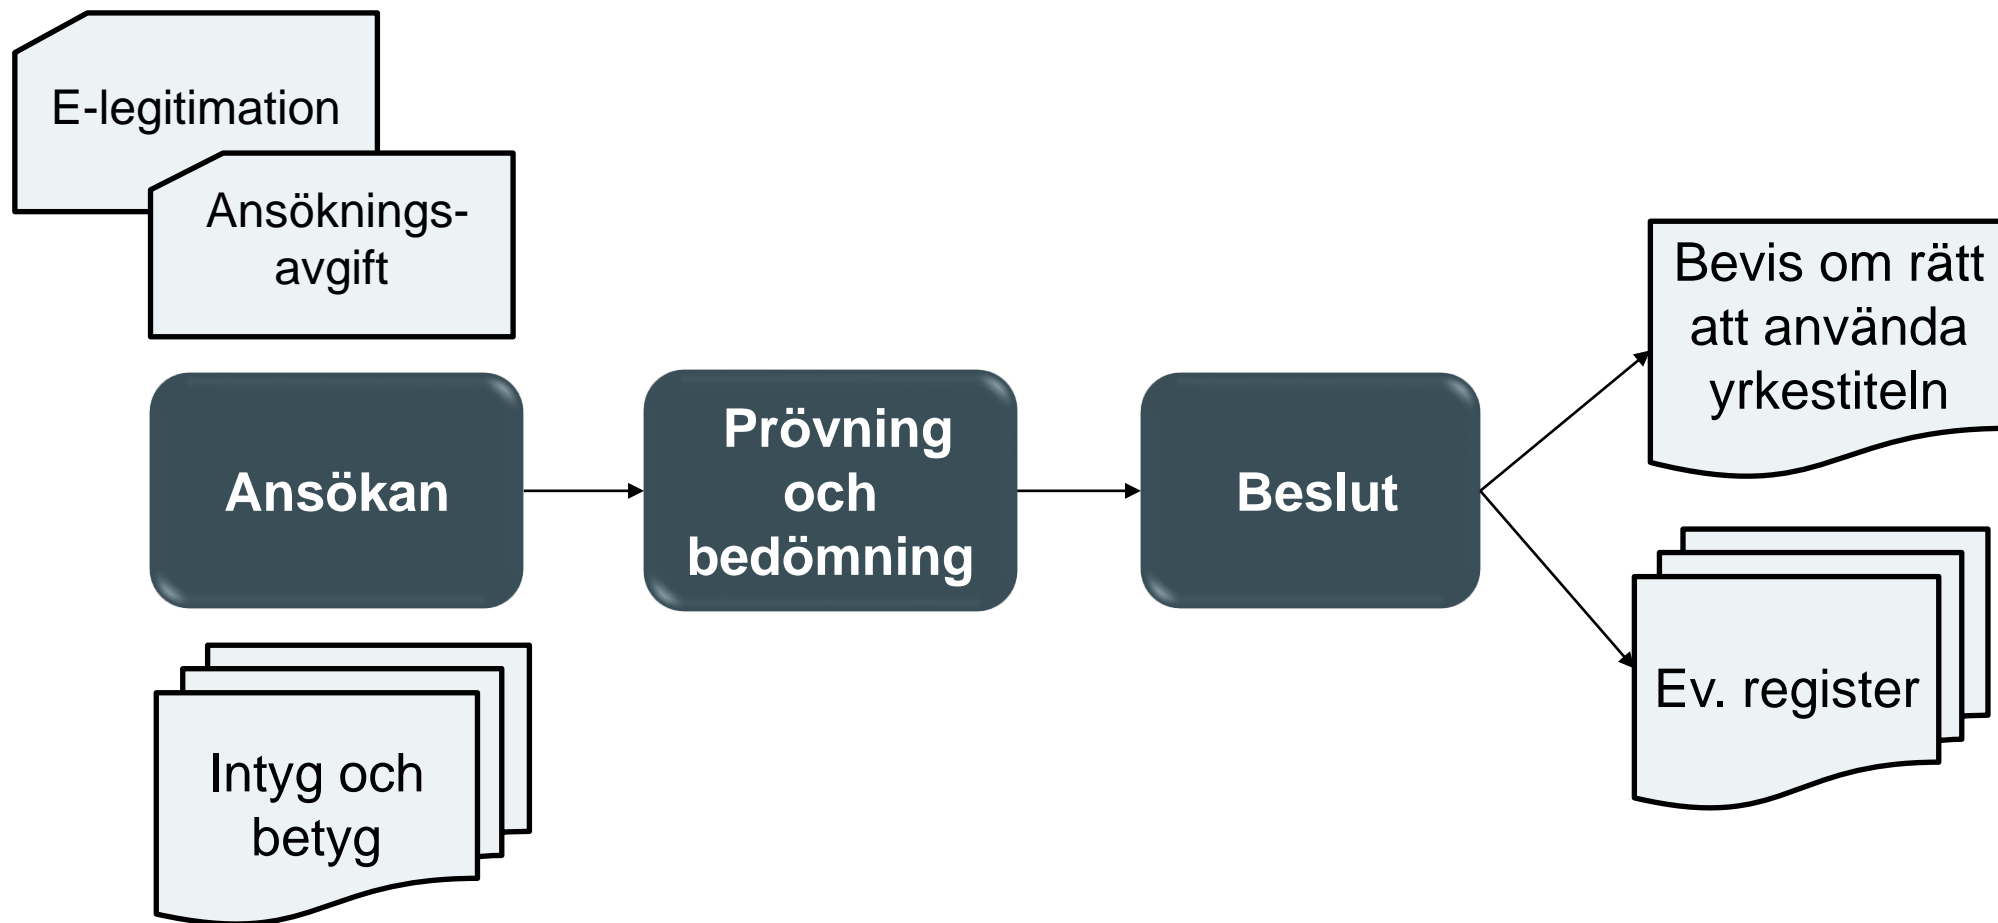 E-legitimation
Ansöknings-
avgift
Ansökan
Prövning
och
bedömning
Beslut
Bevis om rätt
att använda
yrkestiteln
Ev. register
Intyg och
betyg